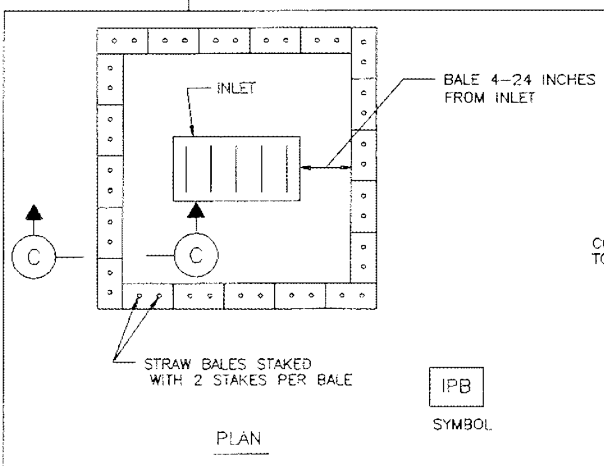 INLET
BALE 4-24 INCHES
FROM INLET
C
C
STRAW BALES STAKED
WITH 2 STAKES PER BALE
IPB
SYMBOL
PLAN